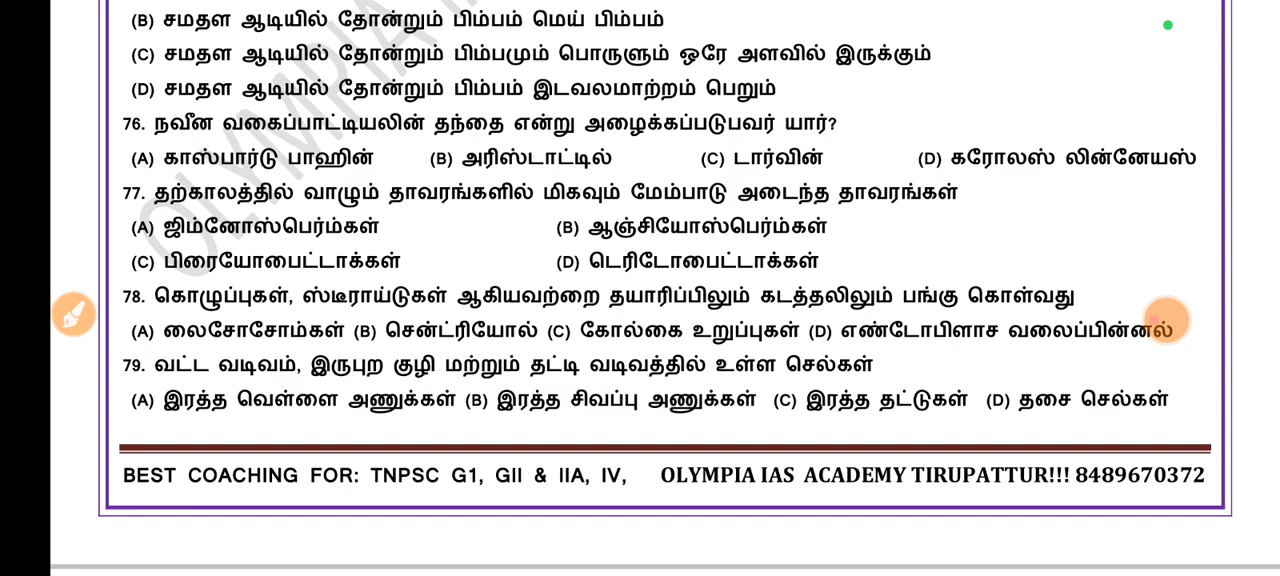 (B) சமதள ஆடியில் தோன்றும் பிம்பம் மெய் பிம்பம்
(C) சமதள ஆடியில் தோன்றும் பிம்பமும் பொருளும் ஒரே அளவில் இருக்கும்
(D) சமதள ஆடியில் தோன்றும் பிம்பம் இடவலமாற்றம் பெறும்
76. நவீன வகைப்பாட்டியலின் தந்தை என்று அழைக்கப்படுபவர் யார்?
(A) காஸ்பார்டு பாஹின் (B) அரிஸ்டாட்டில் (C) டார்வின் (D) கரோலஸ் லின்னேயஸ்
77. தற்காலத்தில் வாழும் தாவரங்களில் மிகவும் மேம்பாடு அடைந்த தாவரங்கள்
(A) ஜிம்னோஸ்பெர்ம்கள் (B) ஆஞ்சியோஸ்பெர்ம்கள்
(C) பிரையோபைட்டாக்கள் (D) டெரிடோபைட்டாக்கள்
78. கொழுப்புகள், ஸ்டீராய்டுகள் ஆகியவற்றை தயாரிப்பிலும் கடத்தலிலும் பங்கு கொள்வது
(A) லைசோசோம்கள் (B) சென்ட்ரியோல் (C) கோல்கை உறுப்புகள் (D) எண்டோபிளாச வலைப்பின்னல்
79. வட்ட வடிவம், இருபுற குழி மற்றும் தட்டி வடிவத்தில் உள்ள செல்கள்
(A) இரத்த வெள்ளை அணுக்கள் (B) இரத்த சிவப்பு அணுக்கள் (C) இரத்த தட்டுகள் (D) தசை செல்கள்
BEST COACHING FOR: TNPSC G1, GII & IIA, IV, OLYMPIA IAS ACADEMY TIRUPATTUR!!! 8489670372
OLYMPIA I